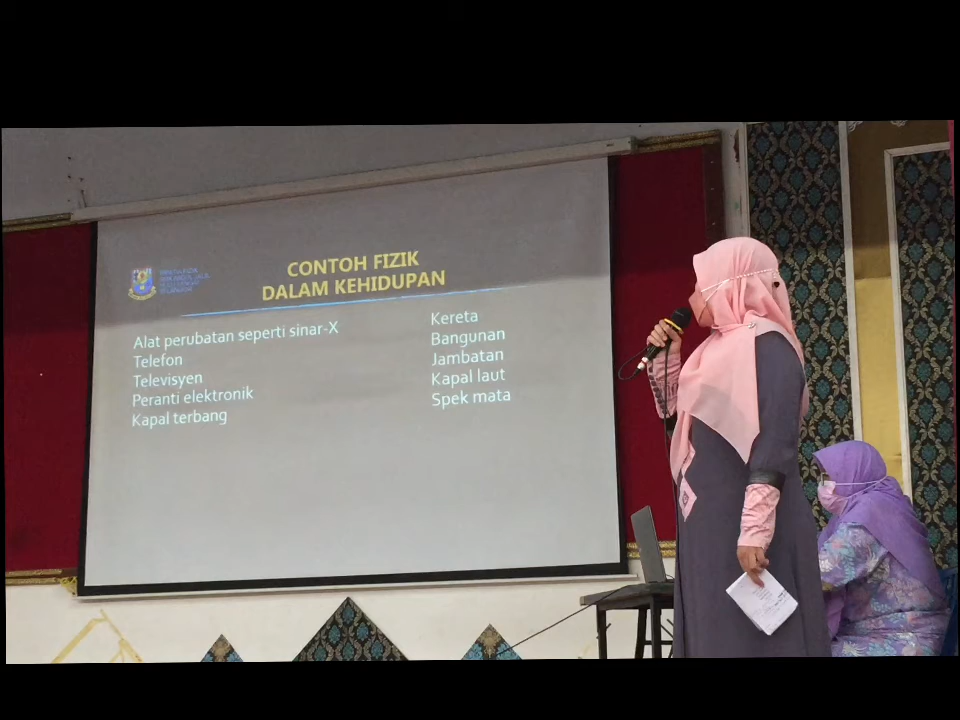 CONTOH FIZIK
DALAM KEHIDUPAN
Alat perubatan seperti sinar-X
Telefon
Televisyen
Peranti elektronik
Kapal terbang
Kereta
Bangunan
Jambatan
Kapal laut
Spek mata